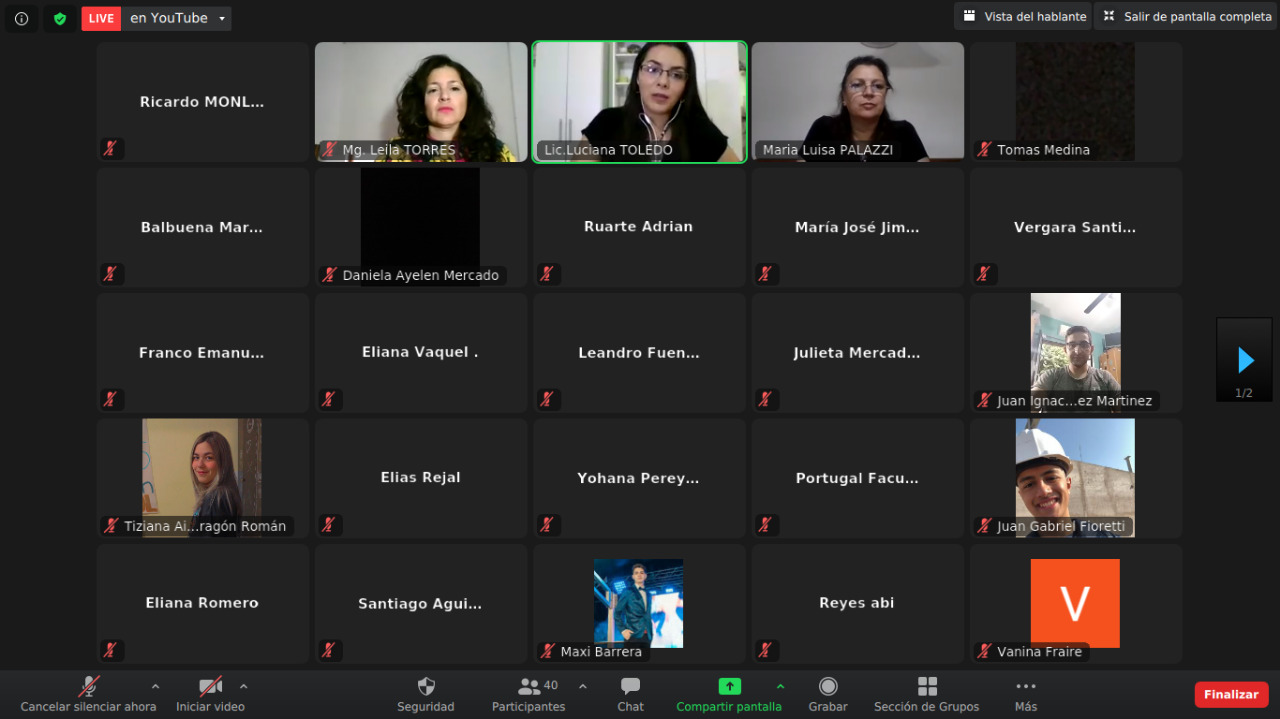 LIVE en YouTube
Vista del hablante
Salir de pantalla completa
Ricardo MONL...
Mg. Leila TORRES
Lic.Luciana TOLEDO
Maria Luisa PALAZZI
Tomas Medina
Balbuena Mar...
Daniela Ayelen Mercado
Ruarte Adrian
María José Jim...
Vergara Santi...
Franco Emanu...
Eliana Vaquel .
Leandro Fuen...
Julieta Mercad...
Juan Ignac...ez Martinez
1/2
Tiziana Ai...ragón Román
Elias Rejal
Yohana Perey...
Portugal Facu...
Juan Gabriel Fioretti
Eliana Romero
Santiago Agui...
Maxi Barrera
Reyes abi
V
Vanina Fraire
Cancelar silenciar ahora
Iniciar video
Seguridad
40
Participantes
Chat
Compartir pantalla
Grabar
Sección de Grupos
Más
Finalizar